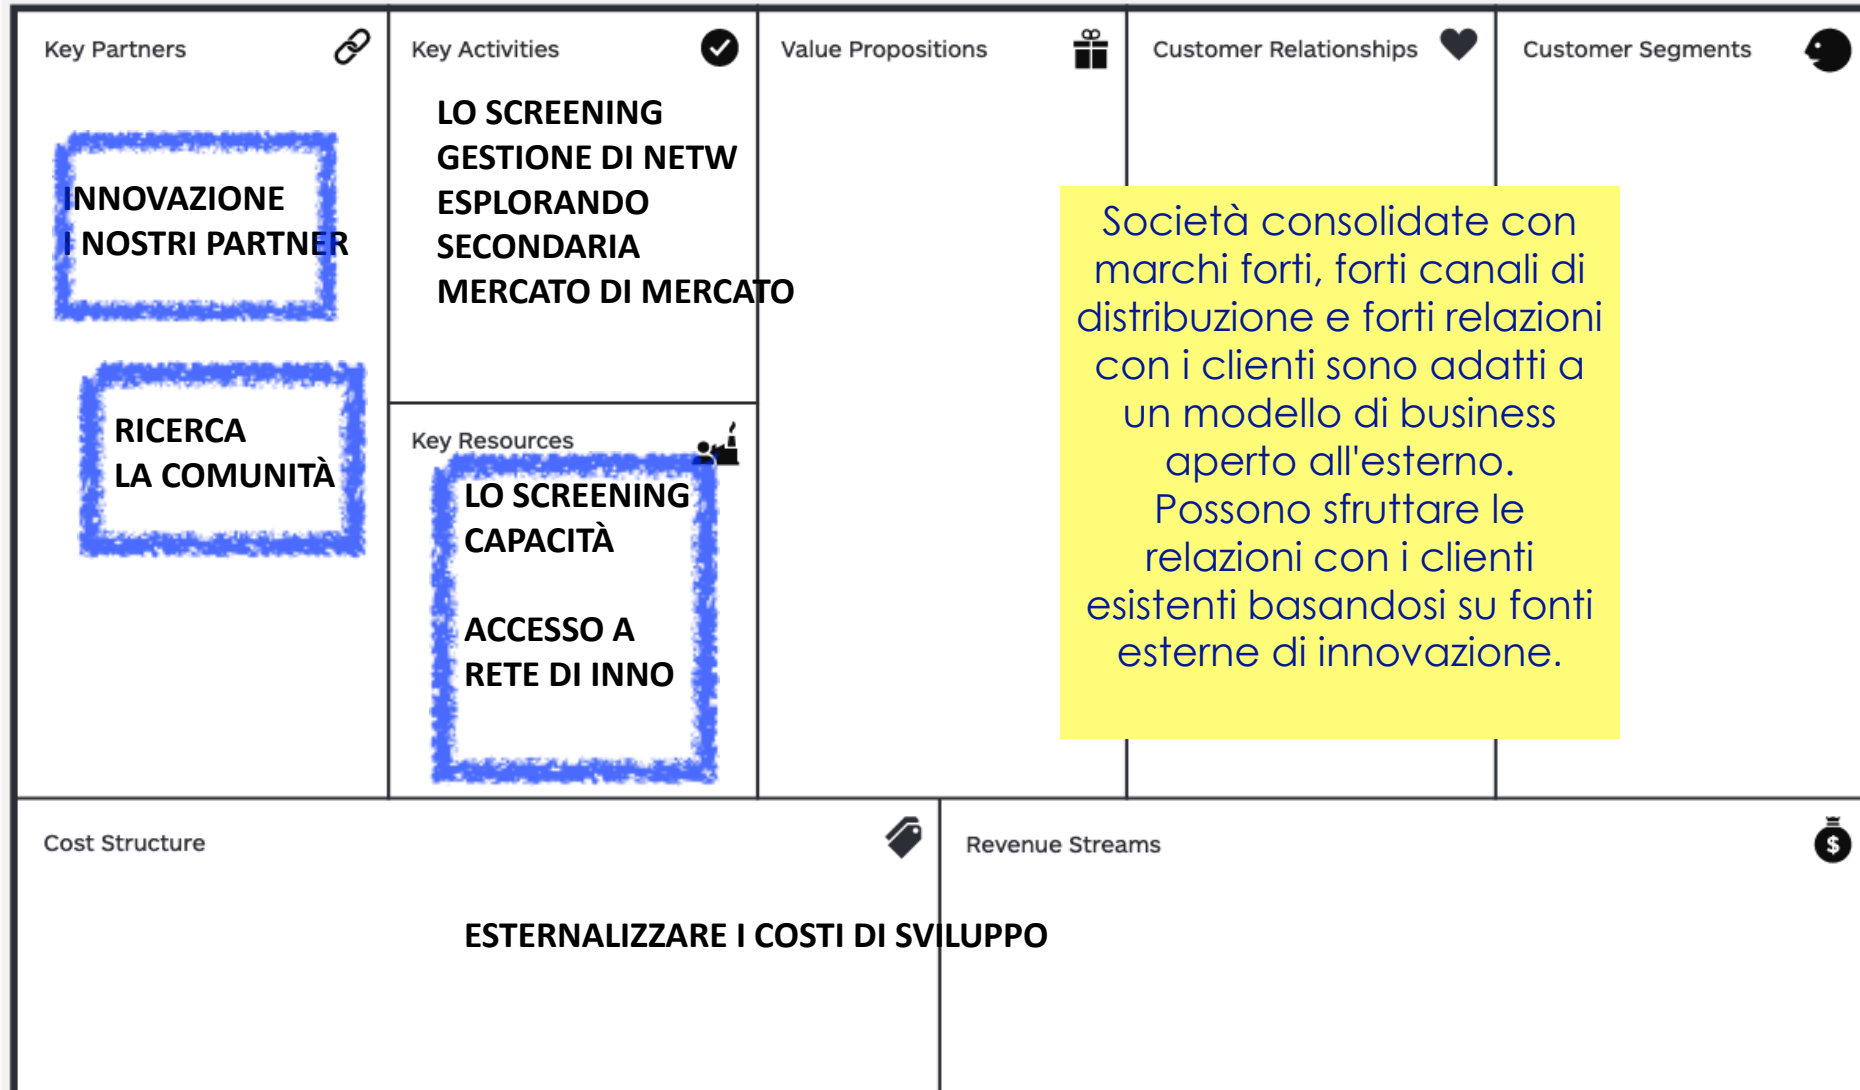 Key Partners
INNOVAZIONE
I NOSTRI PARTNER
RICERCA
LA COMUNITÀ
Key Activities
LO SCREENING
GESTIONE DI NETW
ESPLORANDO
SECONDARIA
MERCATO DI MERCATO
Key Resources
LO SCREENING
CAPACITÀ
ACCESSO A
RETE DI INNO
Value Propositions
Customer Relationships
Customer Segments
Società consolidate con
marchi forti, forti canali di
distribuzione e forti relazioni
con i clienti sono adatti a
un modello di business
aperto all'esterno.
Possono sfruttare le
relazioni con i clienti
esistenti basandosi su fonti
esterne di innovazione.
Cost Structure
ESTERNALIZZARE I COSTI DI SVILUPPO
Revenue Streams
$